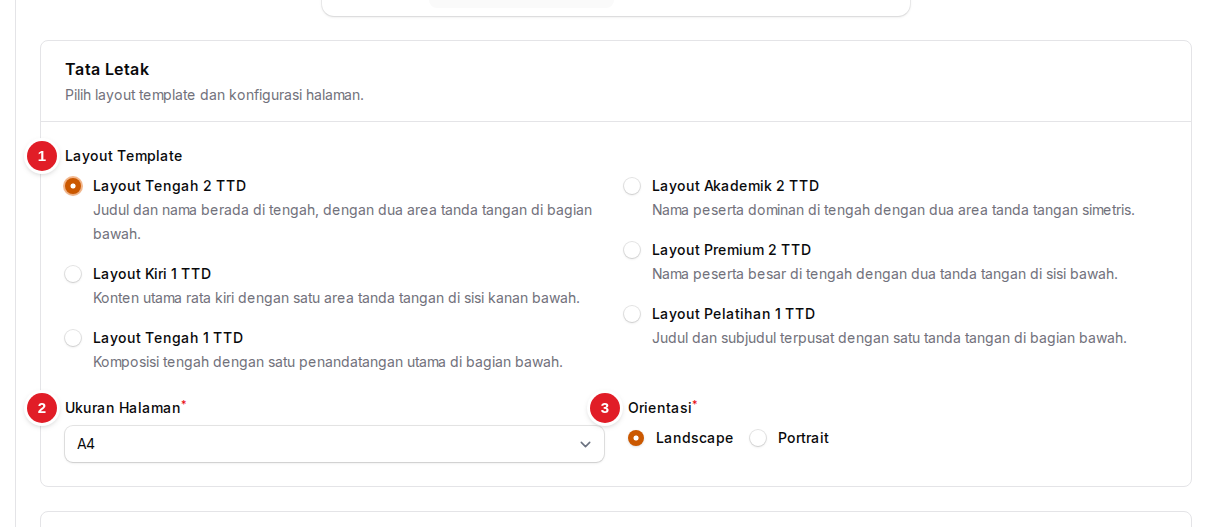 Tata Letak
Pilih layout template dan konfigurasi halaman.
1 Layout Template
Layout Tengah 2 TTD
Judul dan nama berada di tengah, dengan dua area tanda tangan di bagian
bawah.
Layout Kiri 1 TTD
Konten utama rata kiri dengan satu area tanda tangan di sisi kanan bawah.
Layout Tengah 1 TTD
Komposisi tengah dengan satu penandatangan utama di bagian bawah.
Layout Akademik 2 TTD
Nama peserta dominan di tengah dengan dua area tanda tangan simetris.
Layout Premium 2 TTD
Nama peserta besar di tengah dengan dua tanda tangan di sisi bawah.
Layout Pelatihan 1 TTD
Judul dan subjudul terpusat dengan satu tanda tangan di bagian bawah.
2 Ukuran Halaman*
A4
3 Orientasi*
Landscape Portrait